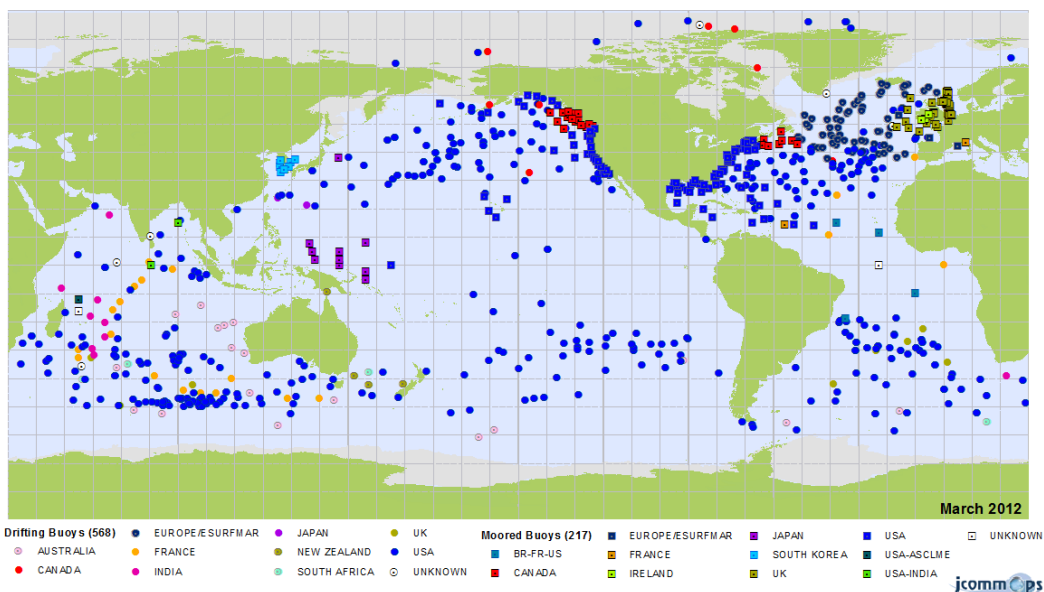 March 2012
Drifting Buoys (568)
EUROPE/ESURFMAR
JAPAN
UK
AUSTRALIA
FRANCE
NEW ZEALAND
USA
CANADA
INDIA
SOUTH AFRICA
UNKNOWN
Moored Buoys (217)
EUROPE/ESURFMAR
JAPAN
USA
UNKNOWN
BR-FR-US
FRANCE
SOUTH KOREA
USA-ASCLME
CANADA
IRELAND
UK
USA-INDIA
jcommOps